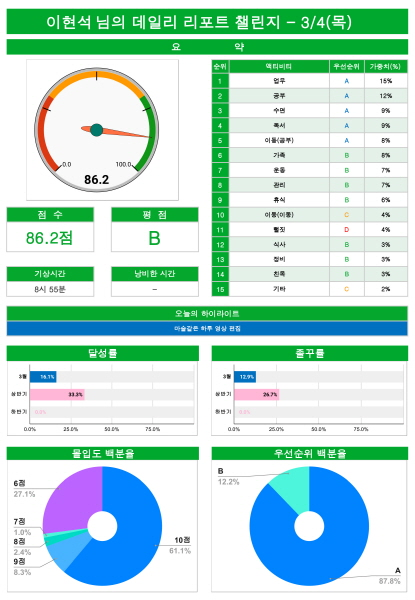 이현석 님의 데일리 리포트 챌린지 – 3/4(목)
요 약
0.0
100.0
86.2
점 수
평 점
86.2점
B
기상시간
낭비한 시간
8시 55분
–
순위 액티비티 우선순위 가중치(%)
1 업무 A 15%
2 공부 A 12%
3 수면 A 9%
4 독서 A 9%
5 이동(공부) A 8%
6 가족 B 8%
7 운동 B 7%
8 관리 B 7%
9 휴식 B 6%
10 이동(이동) C 4%
11 뻘짓 D 4%
12 식사 B 3%
13 정비 B 3%
14 친목 B 3%
15 기타 C 2%
오늘의 하이라이트
마술같은 하루 영상 편집
달성률
3월 16.1%
상반기 33.3%
하반기 0.0%
0.0% 25.0% 50.0% 75.0%
졸꾸률
3월 12.9%
상반기 26.7%
하반기 0.0%
0.0% 25.0% 50.0% 75.0%
몰입도 백분율
6점
27.1%
7점
1.0%
8점
2.4%
9점
8.3%
10점
61.1%
우선순위 백분율
B
12.2%
A
87.8%